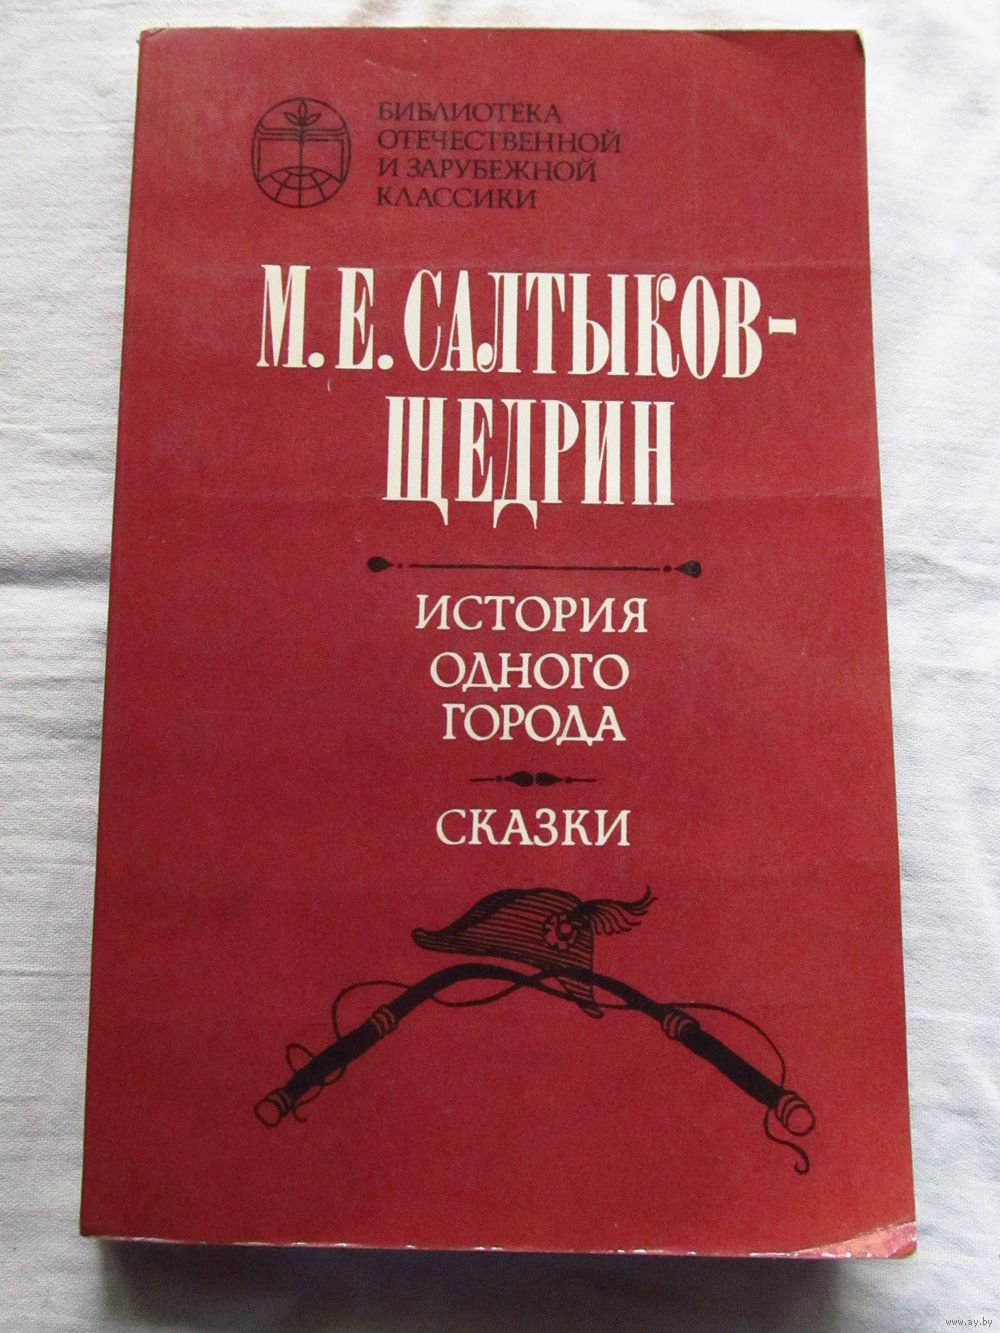 БИБЛИОТЕКА
ОТЕЧЕСТВЕННОЙ
И ЗАРУБЕЖНОЙ
КЛАССИКИ
М. Е. САЛТЫКОВ-
ЩЕДРИН
ИСТОРИЯ
ОДНОГО
ГОРОДА
СКАЗКИ
www.ay.by